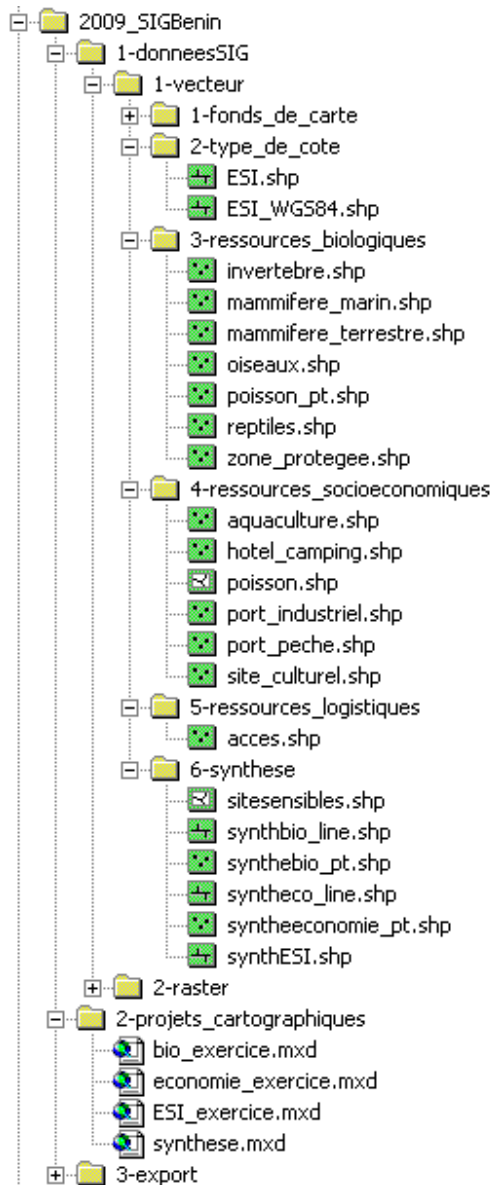 2009_SIGBenin
1-donneesSIG
1-vecteur
1-fonds_de_carte
2-type_de_cote
ESI.shp
ESI_WGS84.shp
3-ressources_biologiques
invertebre.shp
mammifere_marin.shp
mammifere_terrestre.shp
oiseaux.shp
poisson_pt.shp
reptiles.shp
zone_protegee.shp
4-ressources_socioeconomiques
aquaculture.shp
hotel_camping.shp
poisson.shp
port_industriel.shp
port_peche.shp
site_culturel.shp
5-ressources_logistiques
acces.shp
6-synthese
sitesensibles.shp
synthbio_line.shp
synthebio_pt.shp
syntheco_line.shp
syntheeconomie_pt.shp
synthESI.shp
2-raster
2-projets_cartographiques
bio_exercice.mxd
economie_exercice.mxd
ESI_exercice.mxd
synthese.mxd
3-export